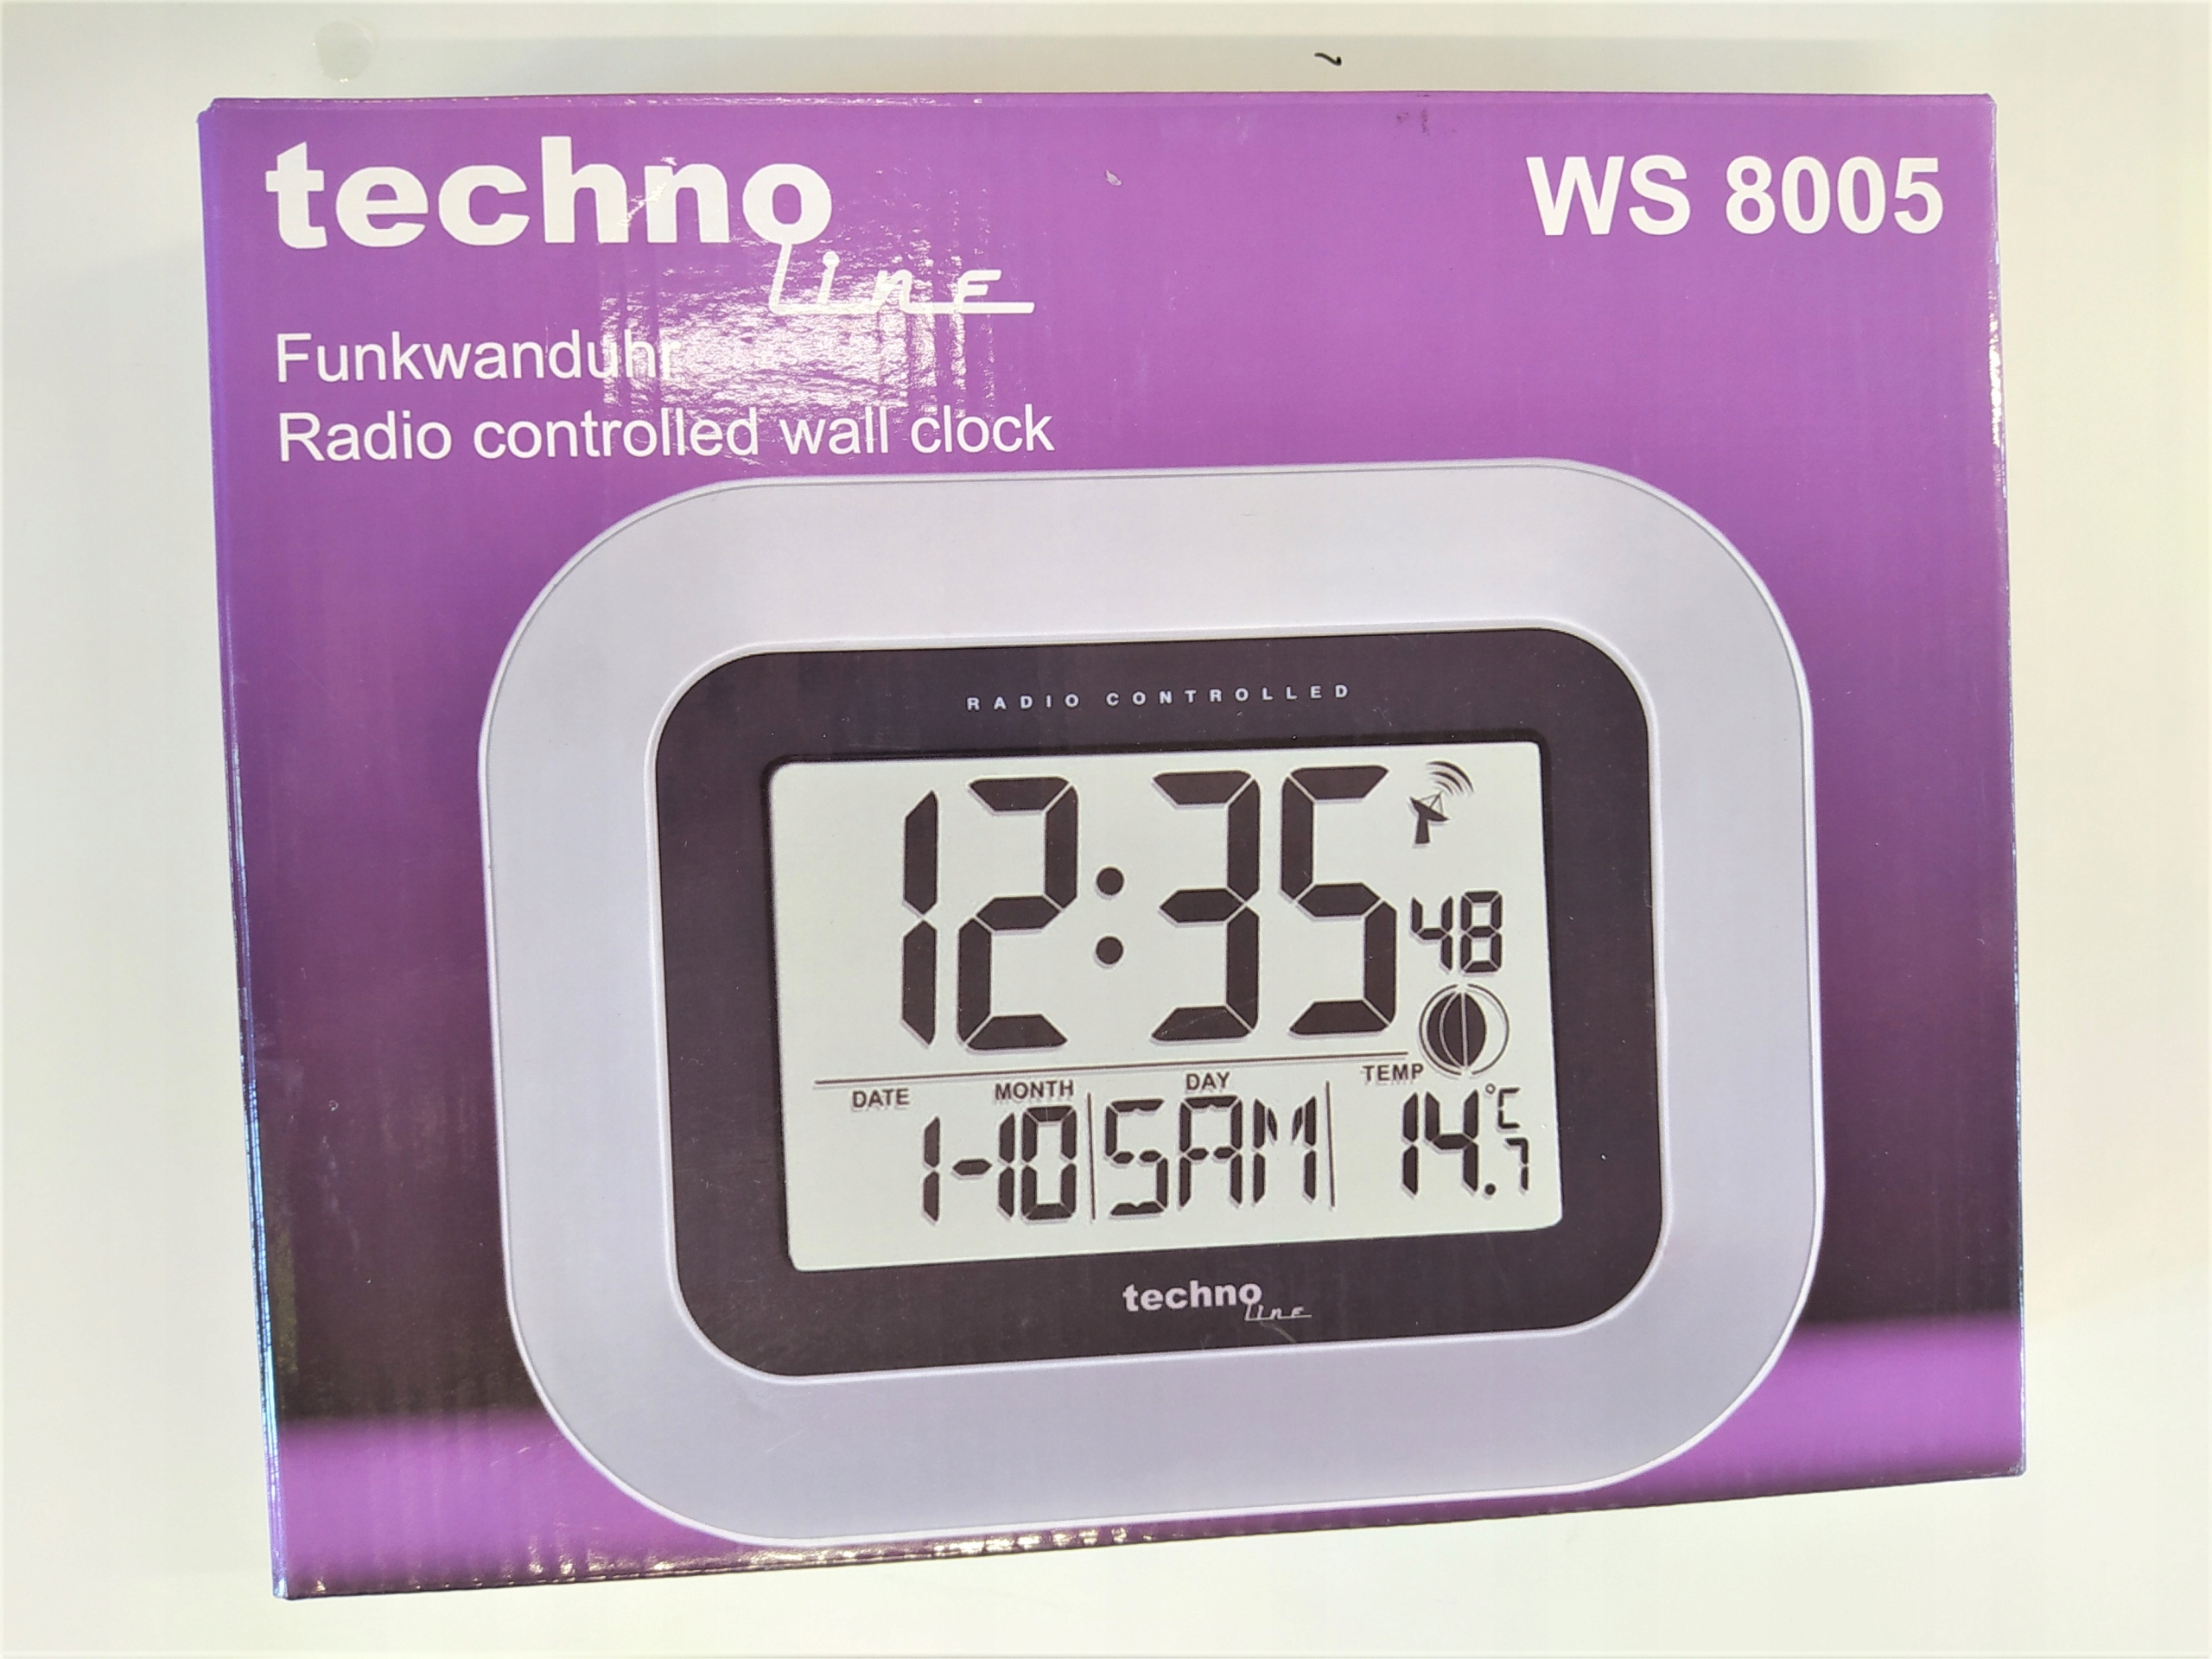 techno
line
WS 8005
Funkwanduhr
Radio controlled wall clock
RADIO CONTROLLED
12:35
48
DATE MONTH DAY TEMP
1-10 SAM 14.7 °C
techno
line